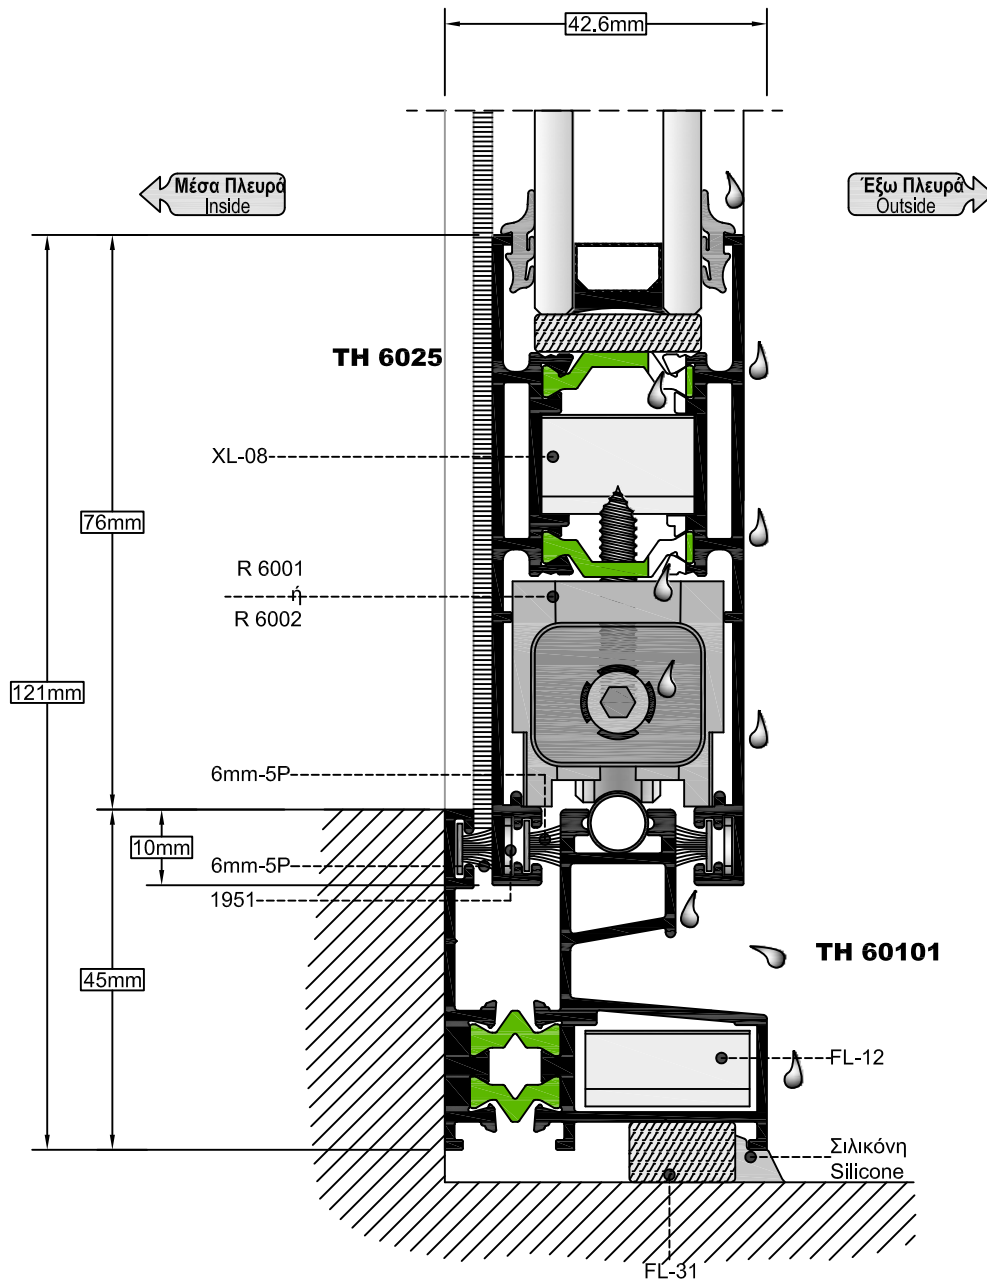 42.6mm
Μέσα Πλευρά
Inside
Έξω Πλευρά
Outside
TH 6025
XL-08
76mm
R 6001
ή
R 6002
121mm
6mm-5P
10mm
6mm-5P
1951
TH 60101
45mm
FL-12
Σιλικόνη
Silicone
FL-31